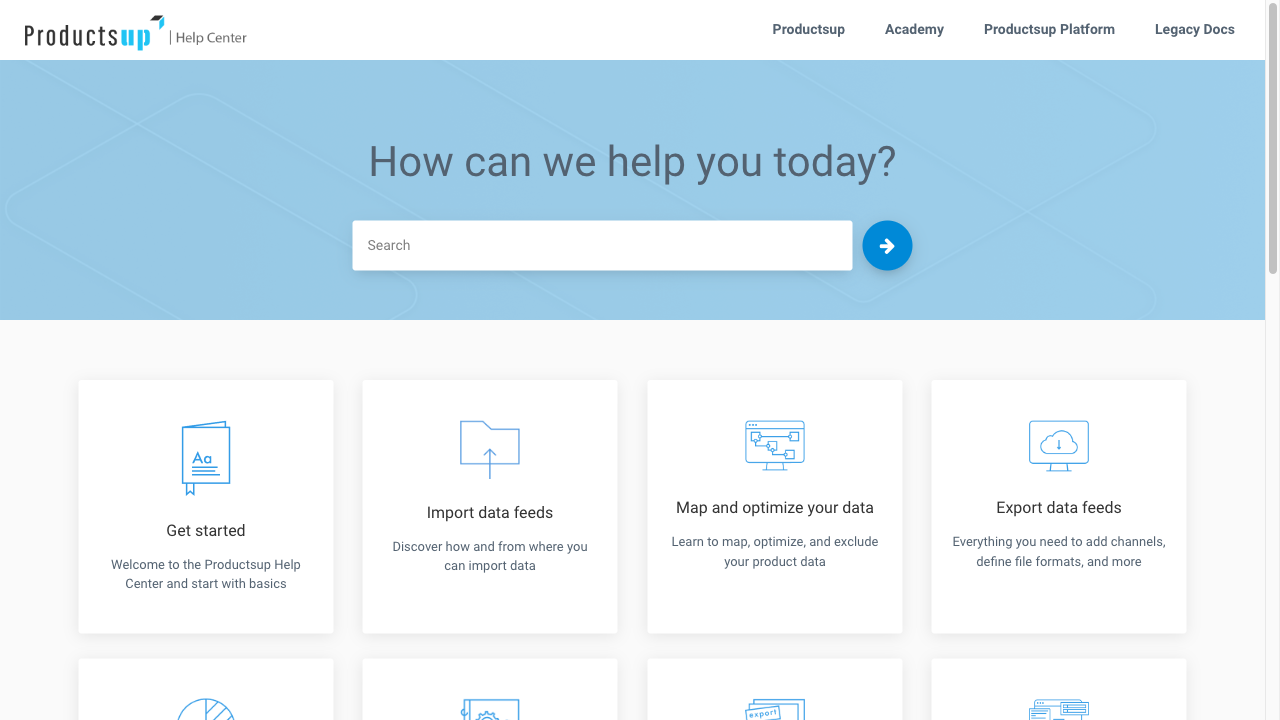 Productsup | Help Center
Productsup
Academy
Productsup Platform
Legacy Docs
How can we help you today?
Search
Aa
Get started
Welcome to the Productsup Help
Center and start with basics
Import data feeds
Discover how and from where you
can import data
Map and optimize your data
Learn to map, optimize, and exclude
your product data
Export data feeds
Everything you need to add channels,
define file formats, and more
export